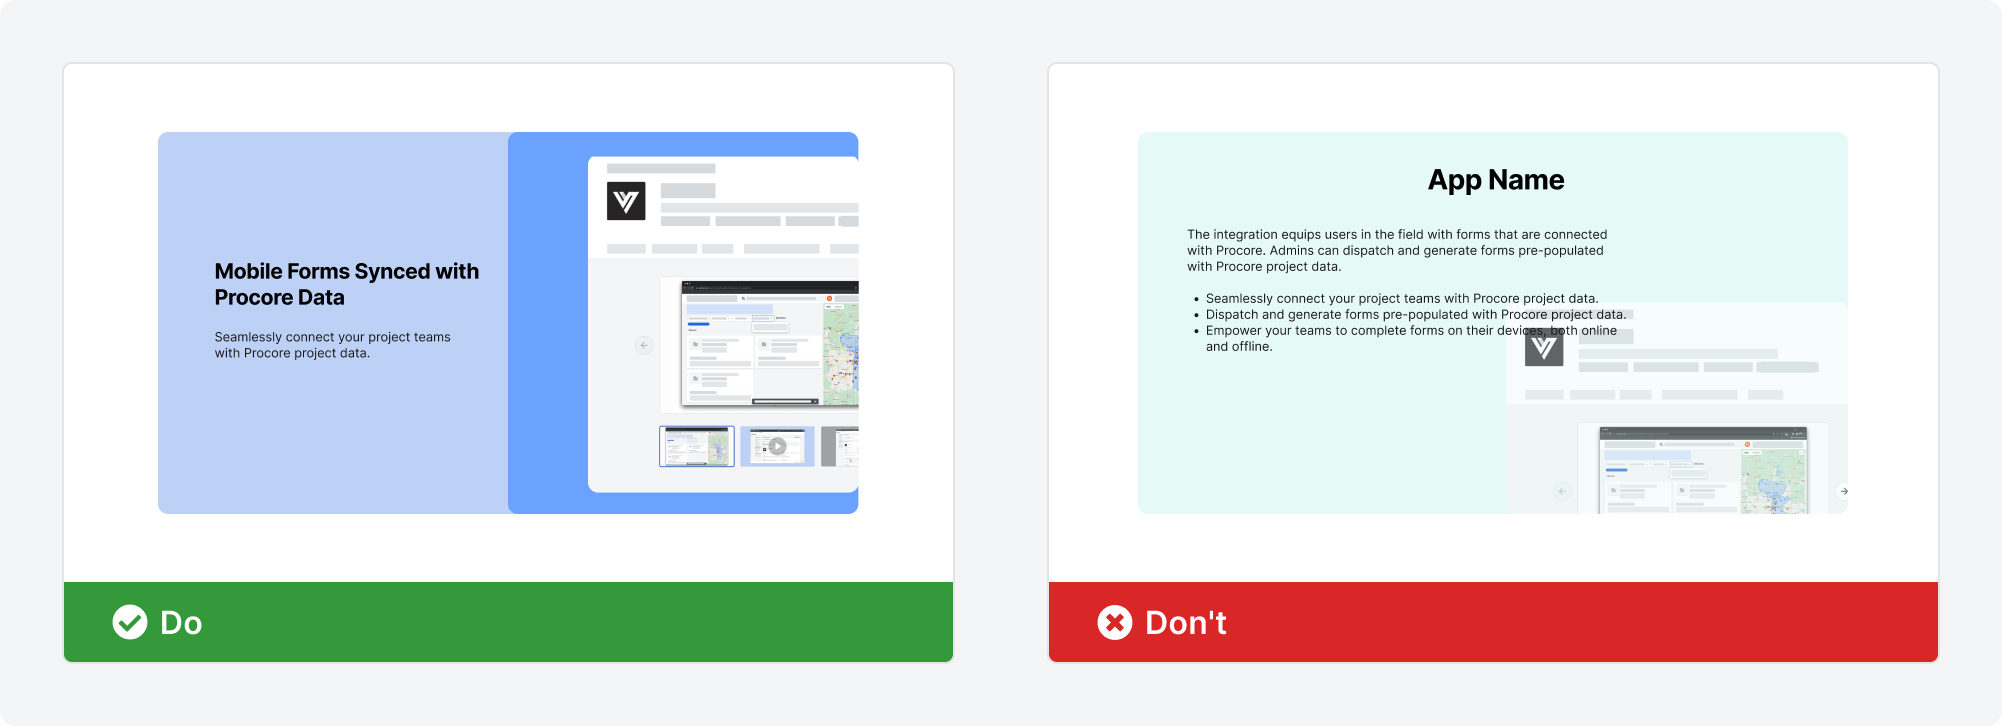 Mobile Forms Synced with
Procore Data
Seamlessly connect your project teams
with Procore project data.
Do
App Name
The integration equips users in the field with forms that are connected
with Procore. Admins can dispatch and generate forms pre-populated
with Procore project data.
• Seamlessly connect your project teams with Procore project data.
• Dispatch and generate forms pre-populated with Procore project data.
• Empower your teams to complete forms on their devices, both online
and offline.
Don't